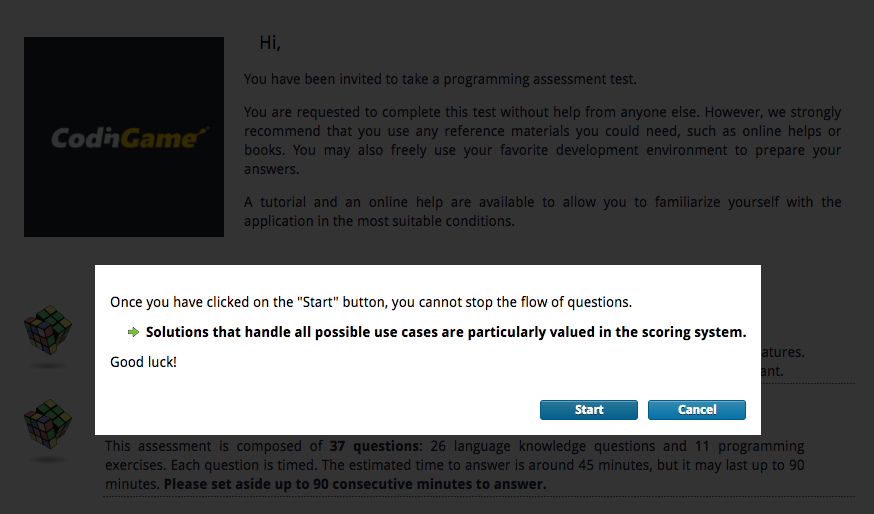 Hi,
CodinGame
You have been invited to take a programming assessment test.
You are requested to complete this test without help from anyone else. However, we strongly
recommend that you use any reference materials you could need, such as online helps or
books. You may also freely use your favorite development environment to prepare your
answers.
A tutorial and an online help are available to allow you to familiarize yourself with the
application in the most suitable conditions.
Once you have clicked on the "Start" button, you cannot stop the flow of questions.
Solutions that handle all possible use cases are particularly valued in the scoring system.
Good luck!
Start Cancel
This assessment is composed of 37 questions: 26 language knowledge questions and 11 programming
exercises. Each question is timed. The estimated time to answer is around 45 minutes, but it may last up to 90
minutes. Please set aside up to 90 consecutive minutes to answer.